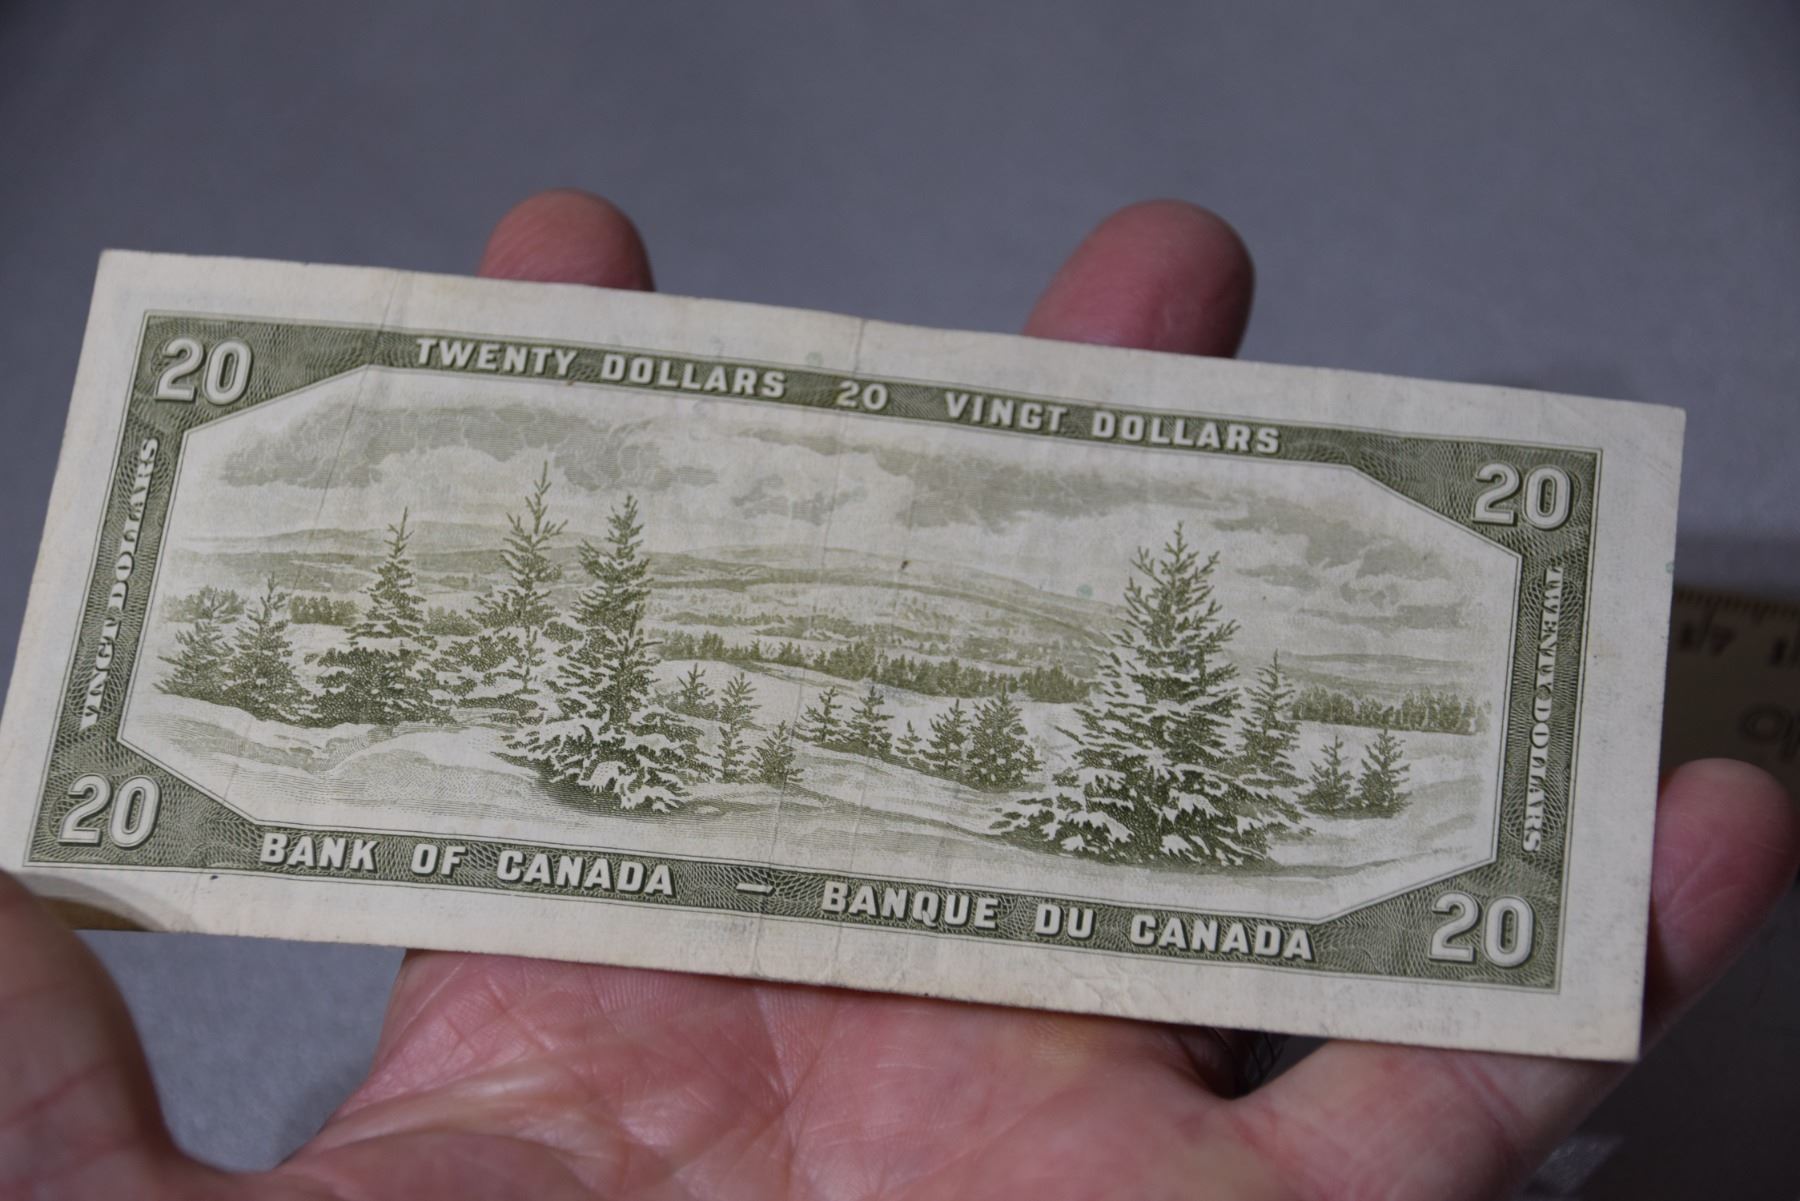 20 TWENTY DOLLARS 20 VINGT DOLLARS 20
VINGT DOLLARS
TWENTY DOLLARS
20 BANK OF CANADA — BANQUE DU CANADA 20
17